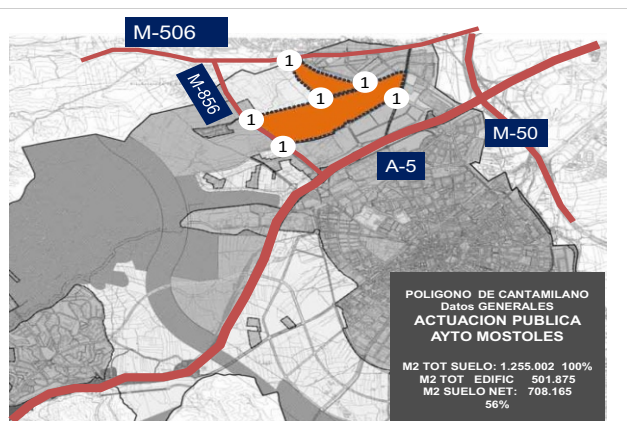 M-506
1
M-856
1
1
1
1
1
M-50
A-5
POLIGONO DE CANTAMILANO
Datos GENERALES
ACTUACION PUBLICA
AYTO MOSTOLES
M2 TOT SUELO: 1.255.002 100%
M2 TOT EDIFIC 501.875
M2 SUELO NET: 708.165
56%